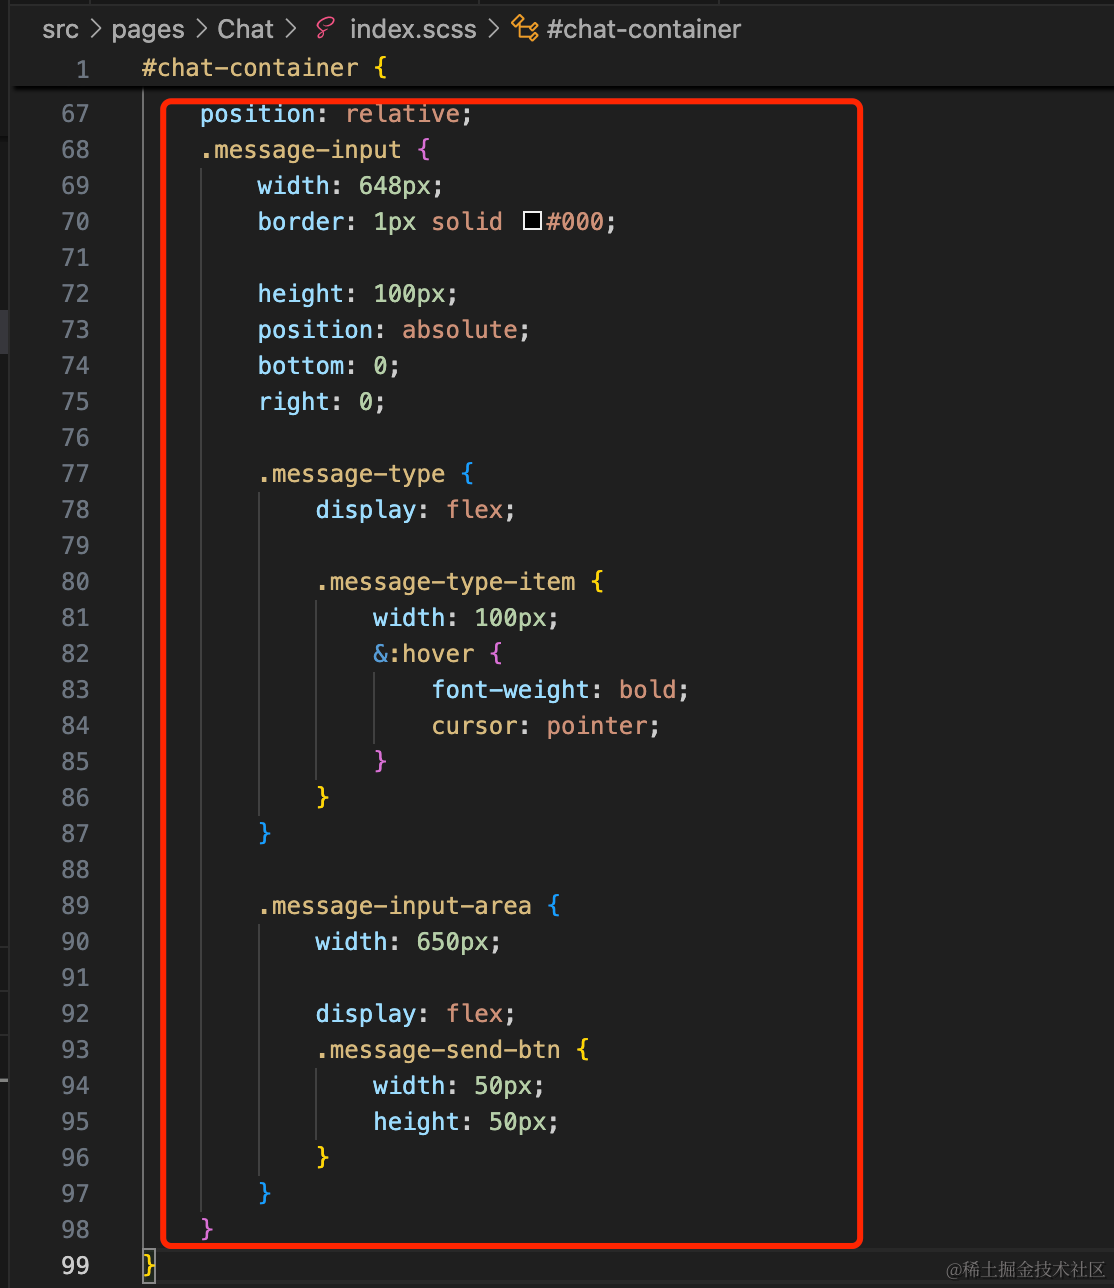 src > pages > Chat > index.scss > #chat-container
1 #chat-container {
67 position: relative;
68 .message-input {
69 width: 648px;
70 border: 1px solid #000;
71
72 height: 100px;
73 position: absolute;
74 bottom: 0;
75 right: 0;
76
77 .message-type {
78 display: flex;
79
80 .message-type-item {
81 width: 100px;
82 &:hover {
83 font-weight: bold;
84 cursor: pointer;
85 }
86 }
87 }
88
89 .message-input-area {
90 width: 650px;
91
92 display: flex;
93 .message-send-btn {
94 width: 50px;
95 height: 50px;
96 }
97 }
98 }
99 }
@稀土掘金技术社区